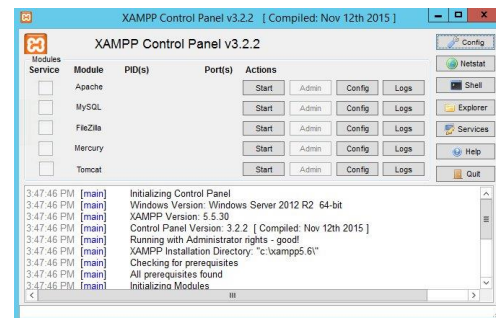 XAMPP Control Panel v3.2.2 [ Compiled: Nov 12th 2015 ]
XAMPP Control Panel v3.2.2
Config
Modules
Service Module PID(s) Port(s) Actions
Netstat
Apache Start Admin Config Logs
Shell
MySQL Start Admin Config Logs
Explorer
FileZilla Start Admin Config Logs
Services
Mercury Start Admin Config Logs
Help
Tomcat Start Admin Config Logs
Quit
3:47:46 PM [main] Initializing Control Panel
3:47:46 PM [main] Windows Version: Windows Server 2012 R2 64-bit
3:47:46 PM [main] XAMPP Version: 5.5.30
3:47:46 PM [main] Control Panel Version: 3.2.2 [ Compiled: Nov 12th 2015 ]
3:47:46 PM [main] Running with Administrator rights - good!
3:47:46 PM [main] XAMPP Installation Directory: "c:\xampp5.6\"
3:47:46 PM [main] Checking for prerequisites
3:47:46 PM [main] All prerequisites found
3:47:46 PM [main] Initializing Modules